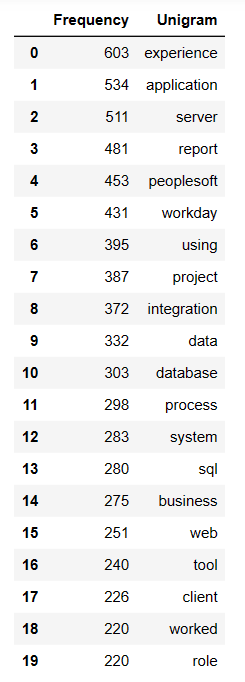 Frequency Unigram
0 603 experience
1 534 application
2 511 server
3 481 report
4 453 peoplesoft
5 431 workday
6 395 using
7 387 project
8 372 integration
9 332 data
10 303 database
11 298 process
12 283 system
13 280 sql
14 275 business
15 251 web
16 240 tool
17 226 client
18 220 worked
19 220 role